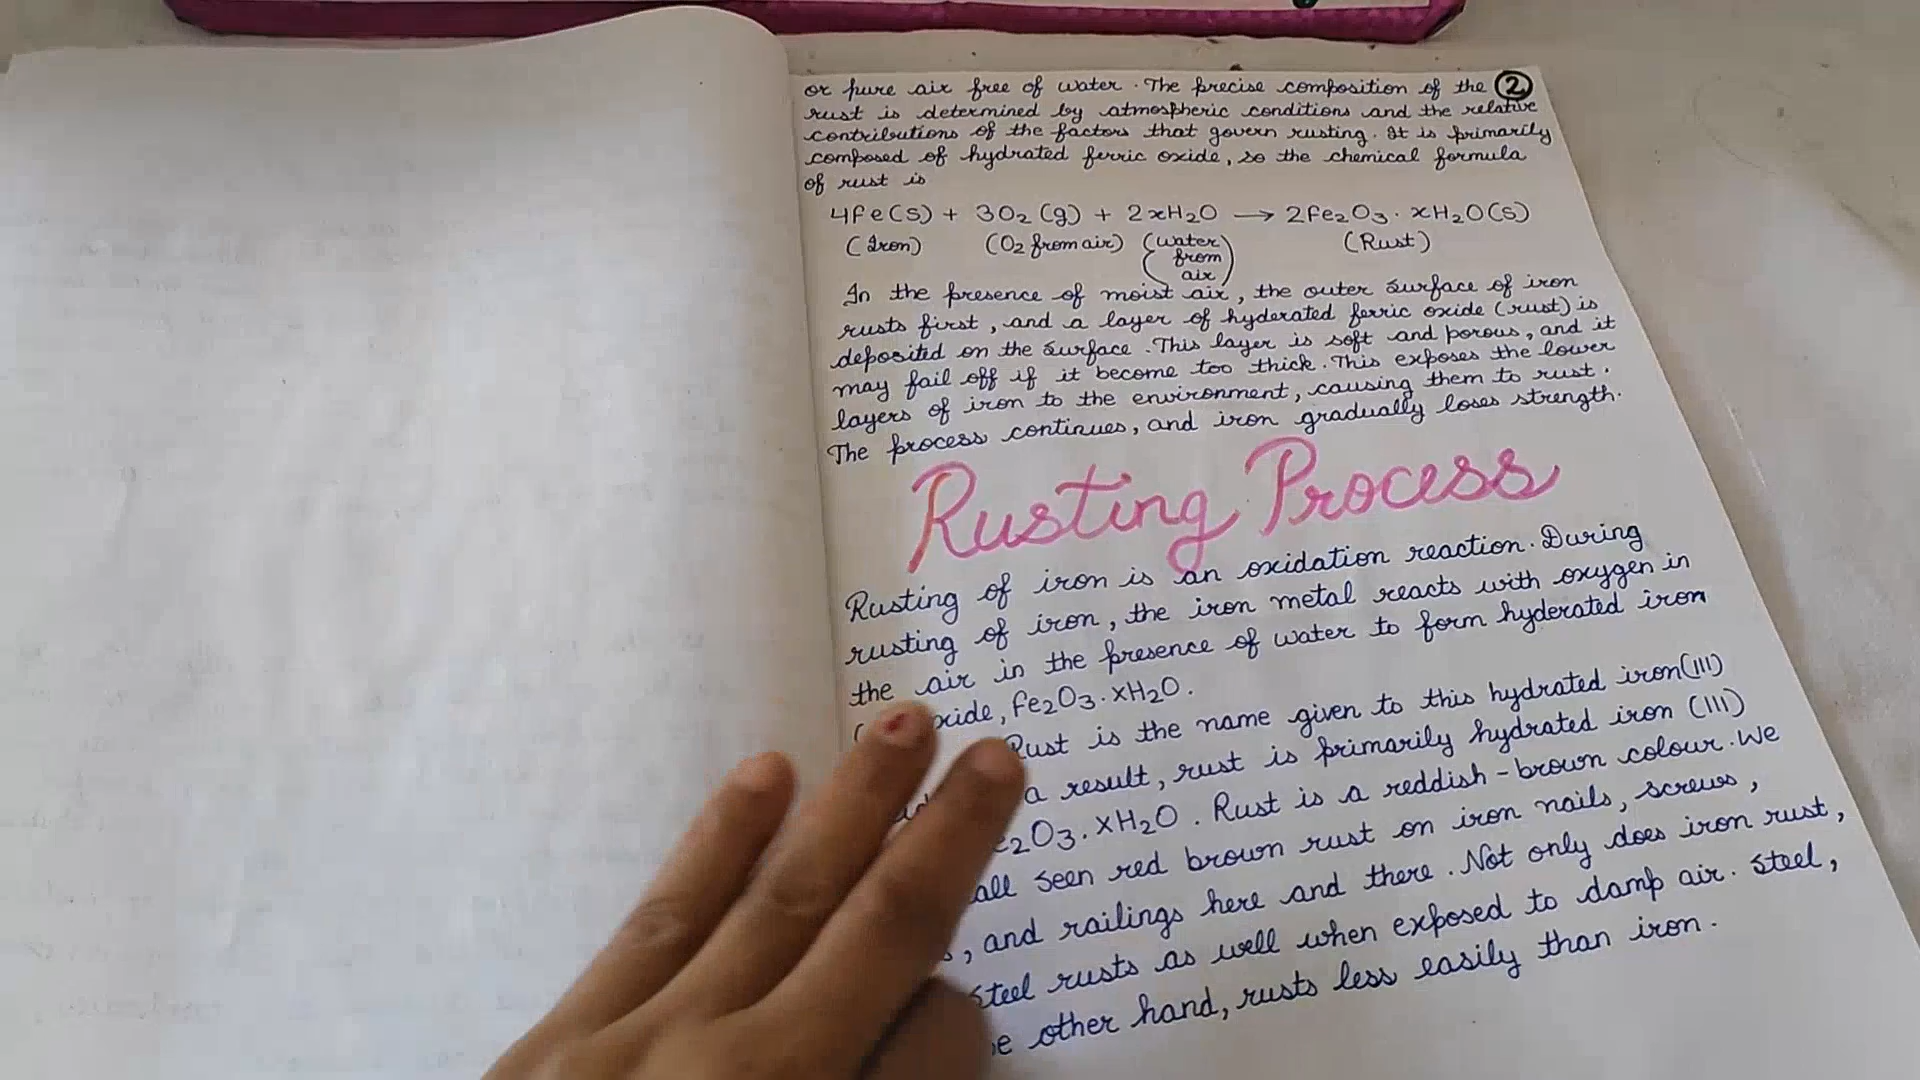 or pure air free of water. The precise composition of the 2
rust is determined by atmospheric conditions and the relative
contributions of the factors that govern rusting. It is primarily
composed of hydrated ferric oxide, so the chemical formula
of rust is
4Fe(s) + 3O₂(g) + 2xH₂O → 2Fe₂O₃·xH₂O(s)
(Iron) (O₂ from air) (water from air) (Rust)
In the presence of moist air, the outer surface of iron
rusts first, and a layer of hyderated ferric oxide (rust) is
deposited on the surface. This layer is soft and porous, and it
may fail off if it become too thick. This exposes the lower
layers of iron to the environment, causing them to rust.
The process continues, and iron gradually loses strength.
Rusting Process
Rusting of iron is an oxidation reaction. During
rusting of iron, the iron metal reacts with oxygen in
the air in the presence of water to form hyderated iron
Fe₂O₃·xH₂O.
Rust is the name given to this hydrated iron(III)
a result, rust is primarily hydrated iron (III)
₂O₃.xH₂O. Rust is a reddish-brown colour. We
all seen red brown rust on iron nails, screws,
, and railings here and there. Not only does iron rust,
steel rusts as well when exposed to damp air. Steel,
other hand, rusts less easily than iron.